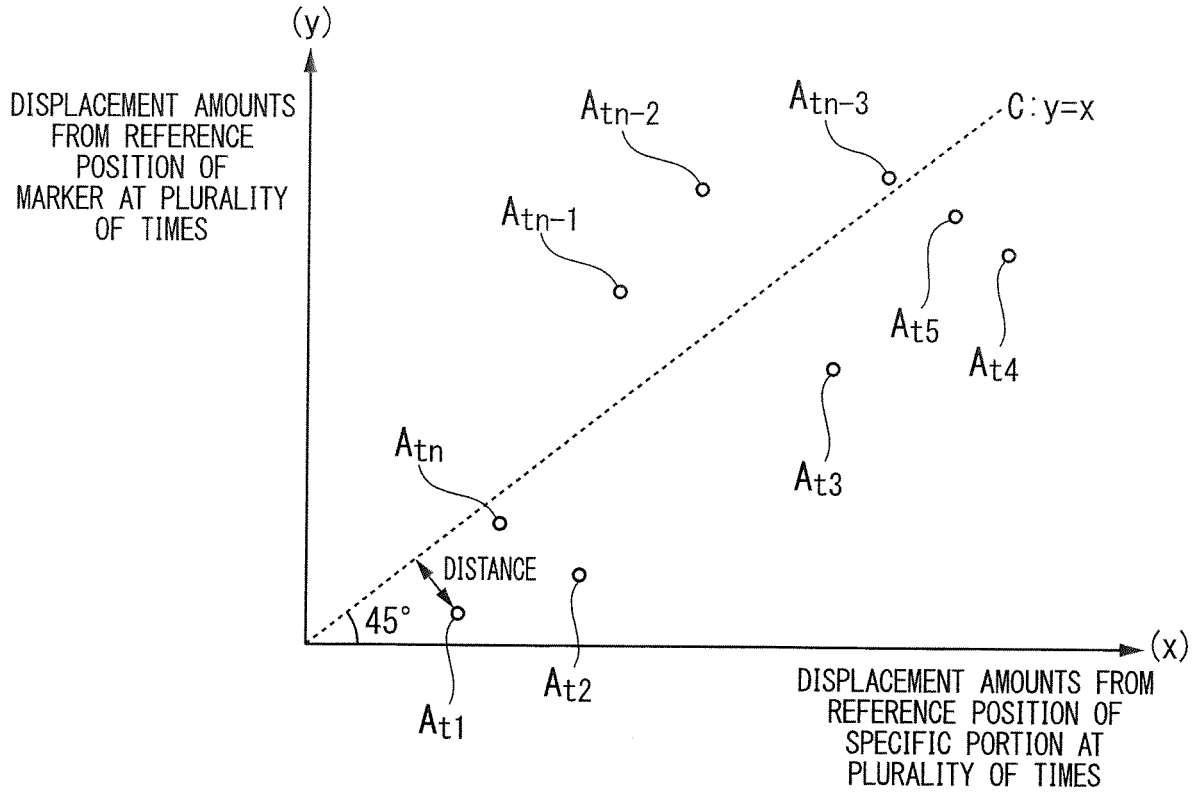 (y)
DISPLACEMENT AMOUNTS
FROM REFERENCE
POSITION OF
MARKER AT PLURALITY
OF TIMES
Atn-2
Atn-3
C:y=x
Atn-1
At5
At4
Atn
At3
DISTANCE
45°
At2
At1
(x)
DISPLACEMENT AMOUNTS FROM
REFERENCE POSITION OF
SPECIFIC PORTION AT
PLURALITY OF TIMES